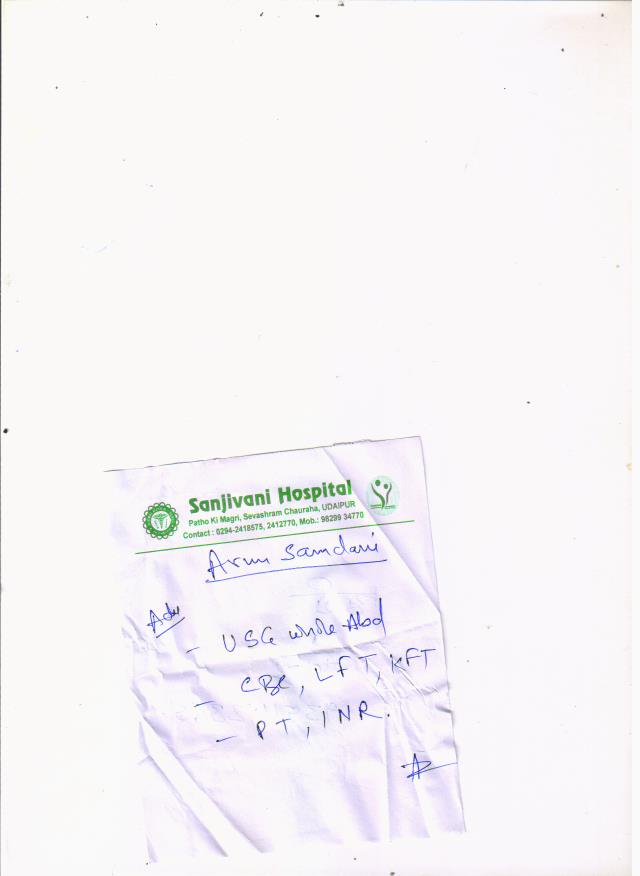 Sanjivani Hospital
Patho Ki Magri, Sevashram Chauraha, UDAIPUR
Contact : 0294-2418575, 2412770, Mob.: 98299 34770
Arun Samdani
Adv
- USG whole Abd
- CBC, LFT, KFT
- PT, INR.